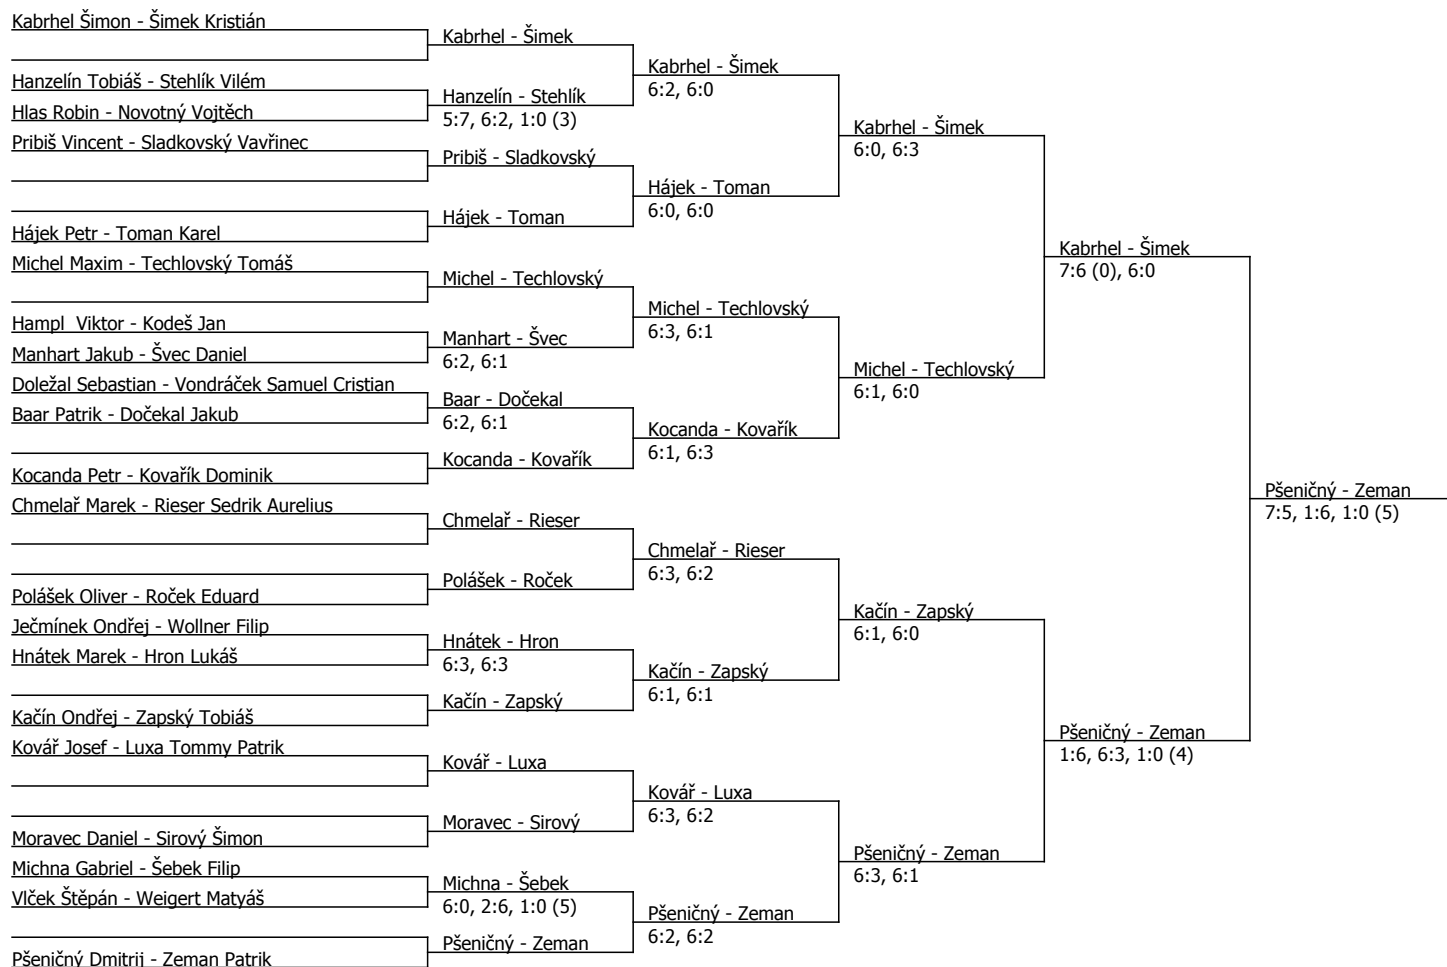 Kabrhel Šimon - Šimek Kristián
Hanzelín Tobiáš - Stehlík Vilém
Hlas Robin - Novotný Vojtěch
Pribiš Vincent - Sladkovský Vavřinec
Hájek Petr - Toman Karel
Michel Maxim - Techlovský Tomáš
Hampl  Viktor - Kodeš Jan
Manhart Jakub - Švec Daniel
Doležal Sebastian - Vondráček Samuel Cristian
Baar Patrik - Dočekal Jakub
Kocanda Petr - Kovařík Dominik
Chmelař Marek - Rieser Sedrik Aurelius
Polášek Oliver - Roček Eduard
Ječmínek Ondřej - Wollner Filip
Hnátek Marek - Hron Lukáš
Kačín Ondřej - Zapský Tobiáš
Kovář Josef - Luxa Tommy Patrik
Moravec Daniel - Sirový Šimon
Michna Gabriel - Šebek Filip
Vlček Štěpán - Weigert Matyáš
Pšeničný Dmitrij - Zeman Patrik
Kabrhel - Šimek
Hanzelín - Stehlík
5:7, 6:2, 1:0 (3)
Pribiš - Sladkovský
Hájek - Toman
Michel - Techlovský
Manhart - Švec
6:2, 6:1
Baar - Dočekal
6:2, 6:1
Kocanda - Kovařík
Chmelař - Rieser
Polášek - Roček
Hnátek - Hron
6:3, 6:3
Kačín - Zapský
Kovář - Luxa
Moravec - Sirový
Michna - Šebek
6:0, 2:6, 1:0 (5)
Pšeničný - Zeman
Kabrhel - Šimek
6:2, 6:0
Hájek - Toman
6:0, 6:0
Michel - Techlovský
6:3, 6:1
Kocanda - Kovařík
6:1, 6:3
Chmelař - Rieser
6:3, 6:2
Kačín - Zapský
6:1, 6:1
Kovář - Luxa
6:3, 6:2
Pšeničný - Zeman
6:2, 6:2
Kabrhel - Šimek
6:0, 6:3
Michel - Techlovský
6:1, 6:0
Kačín - Zapský
6:1, 6:0
Pšeničný - Zeman
6:3, 6:1
Kabrhel - Šimek
7:6 (0), 6:0
Pšeničný - Zeman
1:6, 6:3, 1:0 (4)
Pšeničný - Zeman
7:5, 1:6, 1:0 (5)